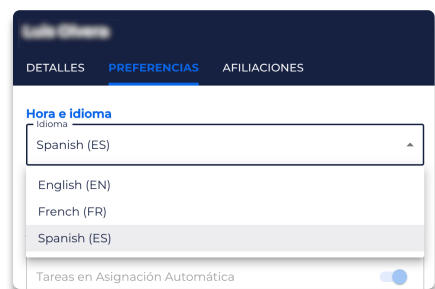 DETALLES PREFERENCIAS AFILIACIONES
Hora e idioma
Idioma
Spanish (ES)
English (EN)
French (FR)
Spanish (ES)
Tareas en Asignación Automática